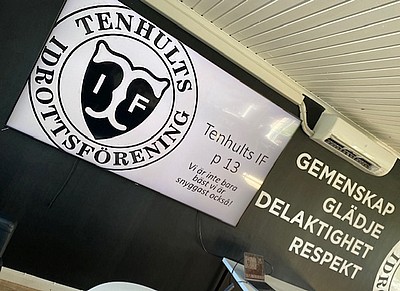 TENHULTS
IDROTTSFÖRENING
IF
Tenhults IF
p 13
Vi är inte bara
bäst vi är
snyggast också!
GEMENSKAP
GLÄDJE
DELAKTIGHET
RESPEKT